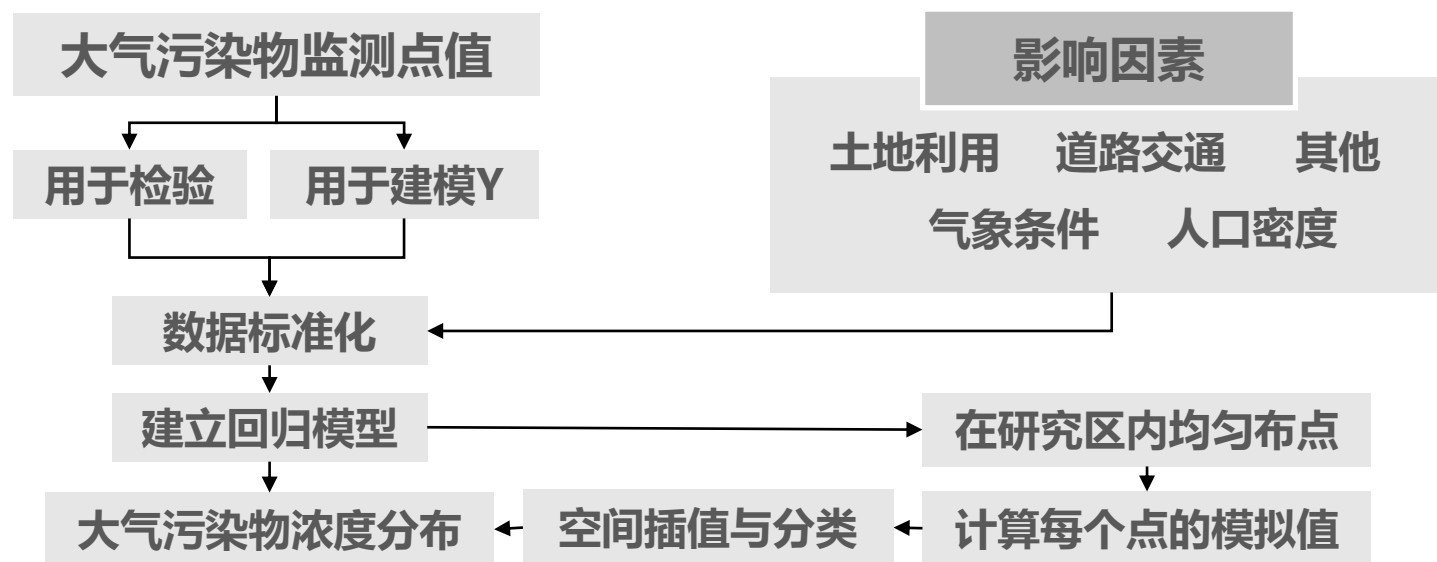 大气污染物监测点值
影响因素
土地利用 道路交通 其他
用于检验 用于建模Y
气象条件 人口密度
数据标准化
建立回归模型 在研究区内均匀布点
大气污染物浓度分布 空间插值与分类 计算每个点的模拟值